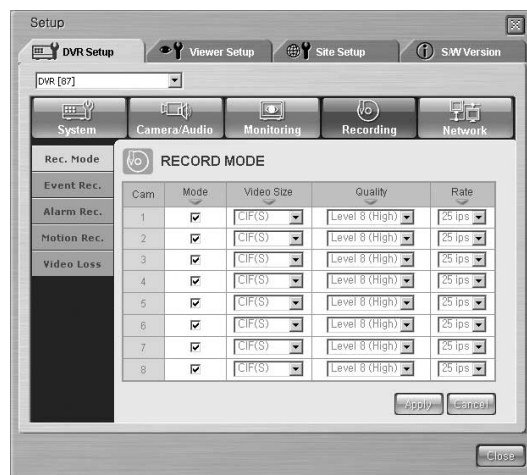 Setup
DVR Setup Viewer Setup Site Setup S/W Version
DVR [87]
System Camera/Audio Monitoring Recording Network
Rec. Mode
Event Rec.
Alarm Rec.
Motion Rec.
Video Loss
RECORD MODE
Cam Mode Video Size Quality Rate
1 CIF(S) Level 8 (High) 25 ips
2 CIF(S) Level 8 (High) 25 ips
3 CIF(S) Level 8 (High) 25 ips
4 CIF(S) Level 8 (High) 25 ips
5 CIF(S) Level 8 (High) 25 ips
6 CIF(S) Level 8 (High) 25 ips
7 CIF(S) Level 8 (High) 25 ips
8 CIF(S) Level 8 (High) 25 ips
Apply Cancel
Close